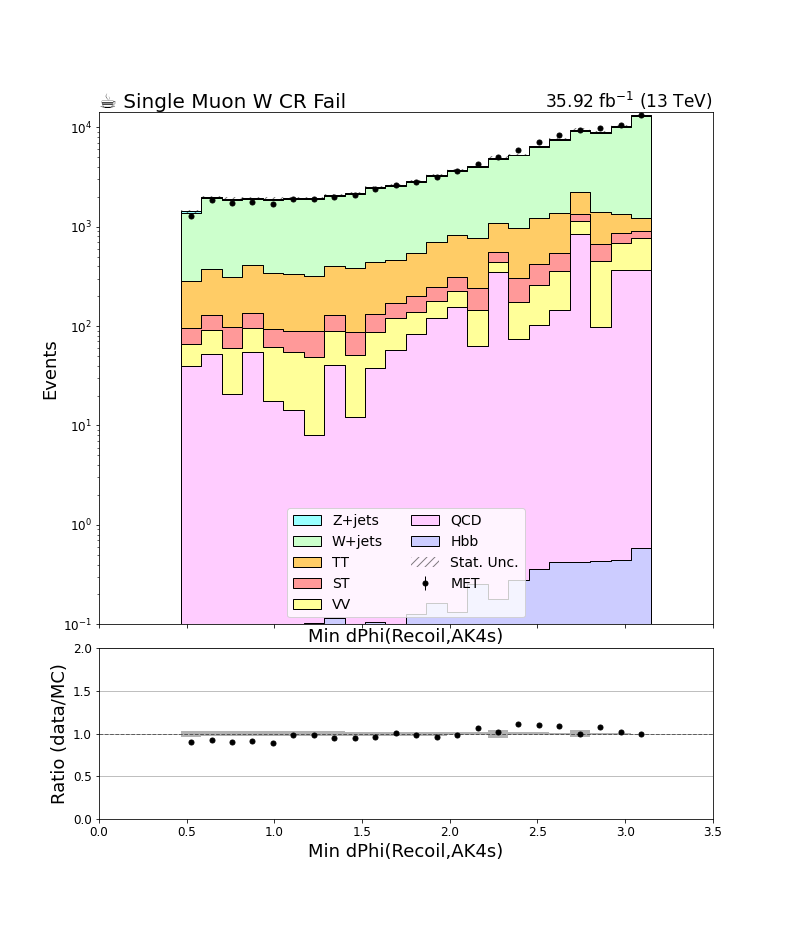 ☕ Single Muon W CR Fail 35.92 fb⁻¹ (13 TeV)
10⁴
10³
10²
10¹
10⁰
10⁻¹
Events
Z+jets QCD
W+jets Hbb
TT Stat. Unc.
ST MET
VV
Min dPhi(Recoil,AK4s)
2.0
1.5
1.0
0.5
0.0
Ratio (data/MC)
0.0 0.5 1.0 1.5 2.0 2.5 3.0 3.5
Min dPhi(Recoil,AK4s)